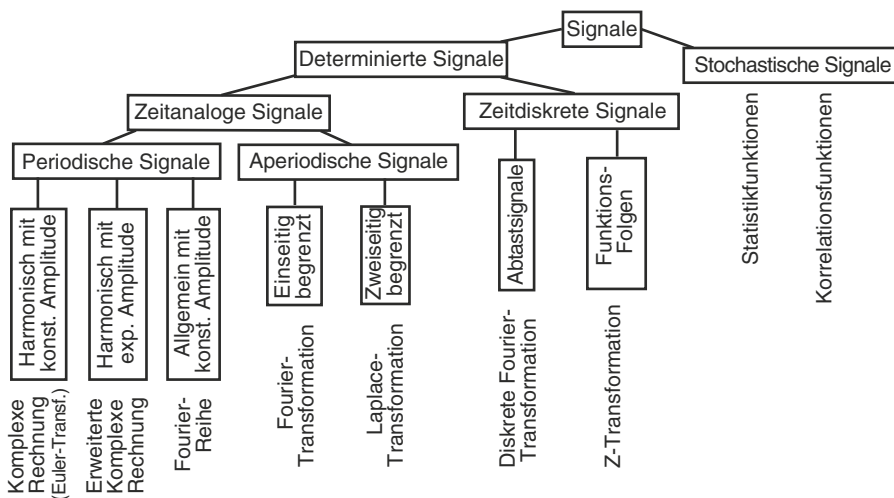 Signale
Determinierte Signale
Stochastische Signale
Zeitanaloge Signale
Zeitdiskrete Signale
Periodische Signale
Aperiodische Signale
Harmonisch mit
konst. Amplitude
Harmonisch mit
exp. Amplitude
Allgemein mit
konst. Amplitude
Einseitig
begrenzt
Zweiseitig
begrenzt
Abtastsignale
Funktions-
Folgen
Statistikfunktionen
Korrelationsfunktionen
Komplexe
Rechnung
(Euler-Transf.)
Erweiterte
Komplexe
Rechnung
Fourier-
Reihe
Fourier-
Transformation
Laplace-
Transformation
Diskrete Fourier-
Transformation
Z-Transformation